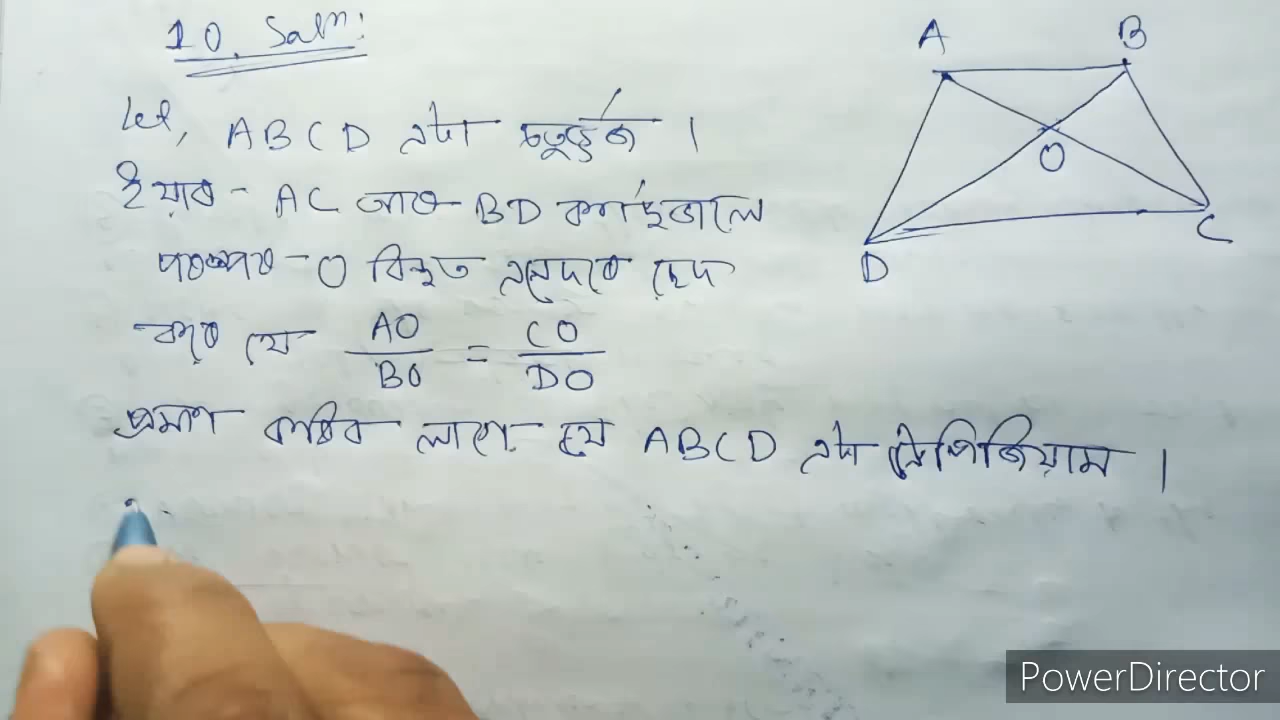 10. Soln:
Let, ABCD এটা চতুৰ্ভুজ ।
ইয়াৰ AC আৰু BD কৰ্ণ দুডালে
পৰস্পৰ O বিন্দুত এনেদৰে ছেদ
কৰে যে AO/BO = CO/DO
প্ৰমাণ কৰিব লাগে যে ABCD এটা ট্ৰেপিজিয়াম ।
A
B
O
C
D
PowerDirector